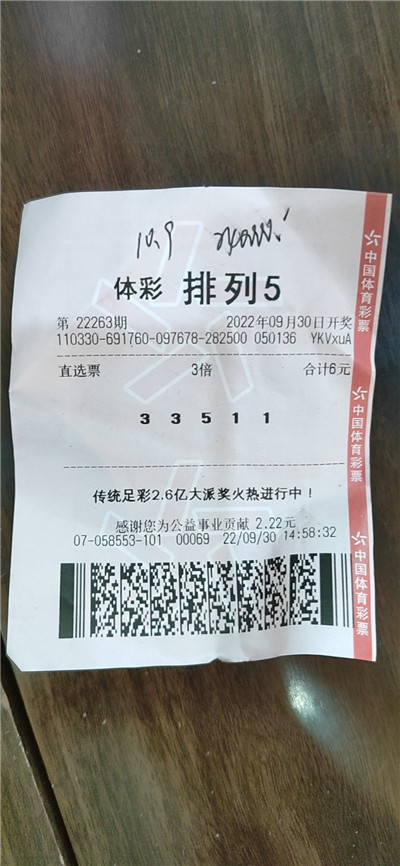 10.9
体彩 排列5
第 22263期 2022年09月30日开奖
110330-691760-097678-282500 050136 YKVxuA
直选票 3倍 合计6元
3 3 5 1 1
传统足彩2.6亿大派奖火热进行中！
感谢您为公益事业贡献 2.22元
07-058553-101 00069 22/09/30 14:58:32
中国体育彩票
中国体育彩票
中国体育彩票